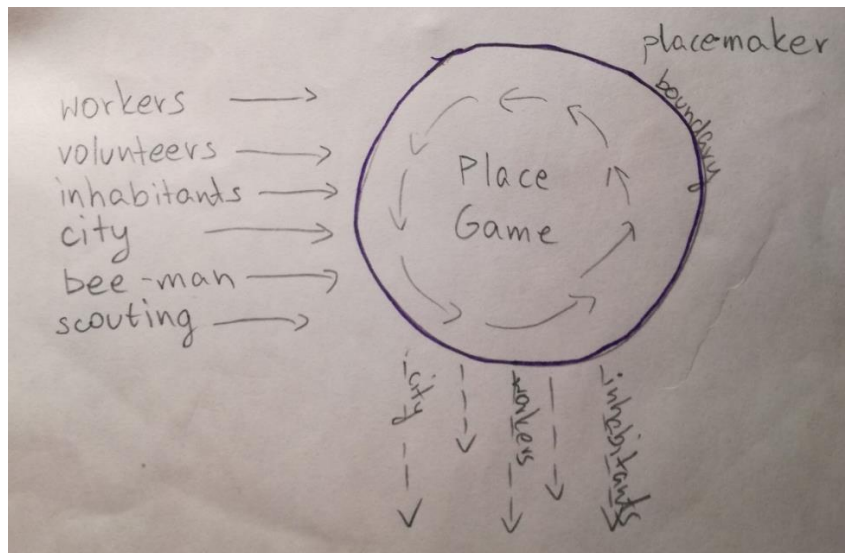 placemaker
boundary
workers
volunteers
inhabitants
city
bee-man
scouting
Place
Game
city
workers
inhabitants